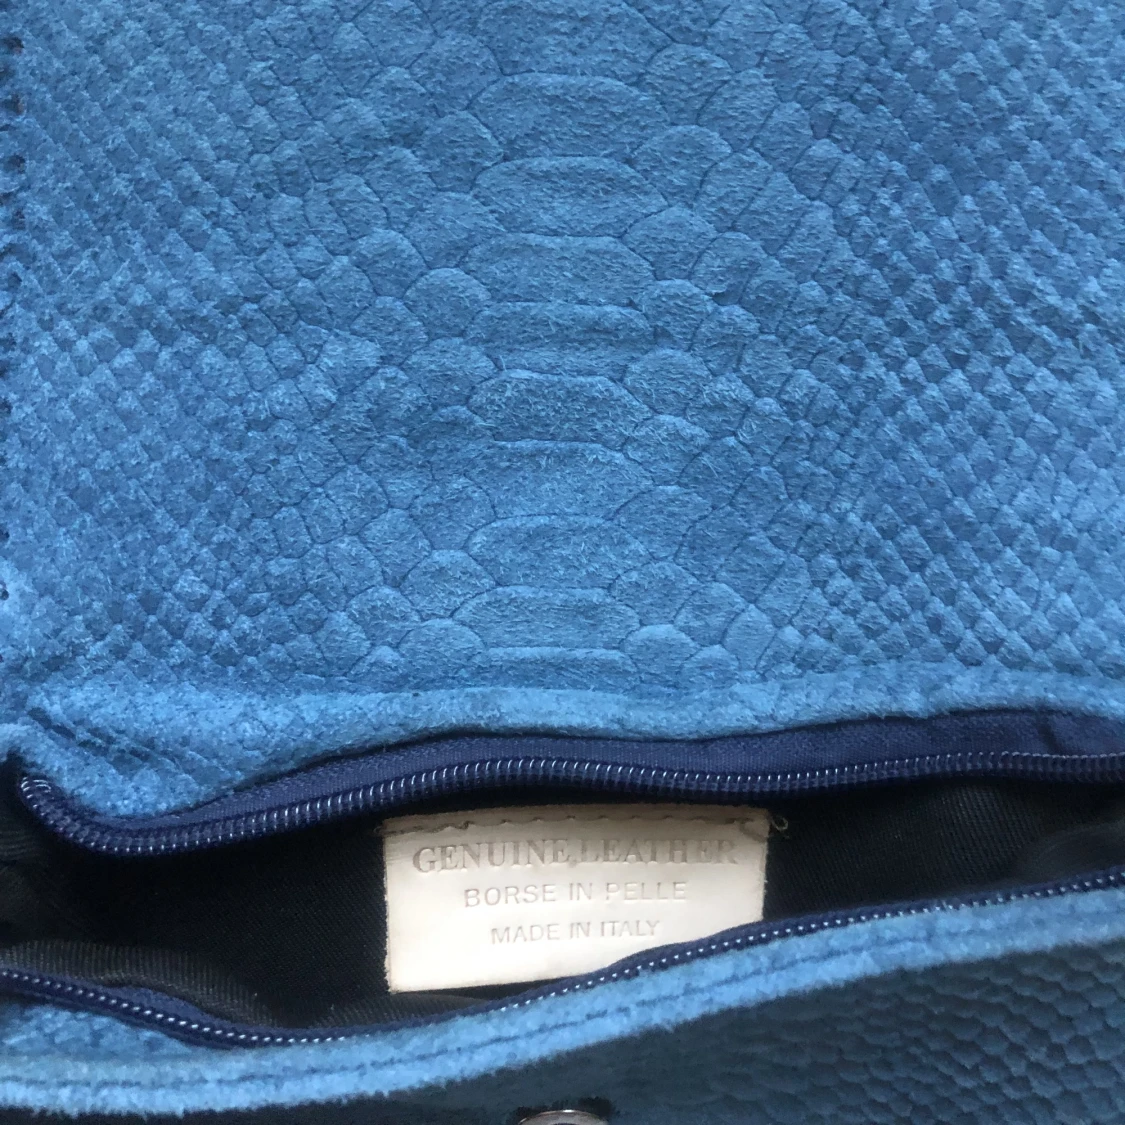 GENUINE LEATHER
BORSE IN PELLE
MADE IN ITALY